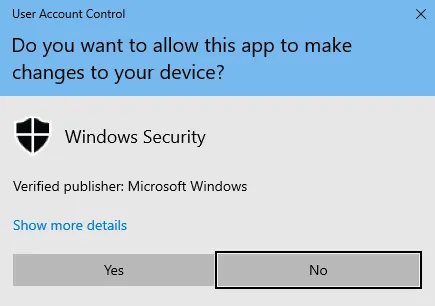 User Account Control
Do you want to allow this app to make
changes to your device?
Windows Security
Verified publisher: Microsoft Windows
Show more details
Yes
No